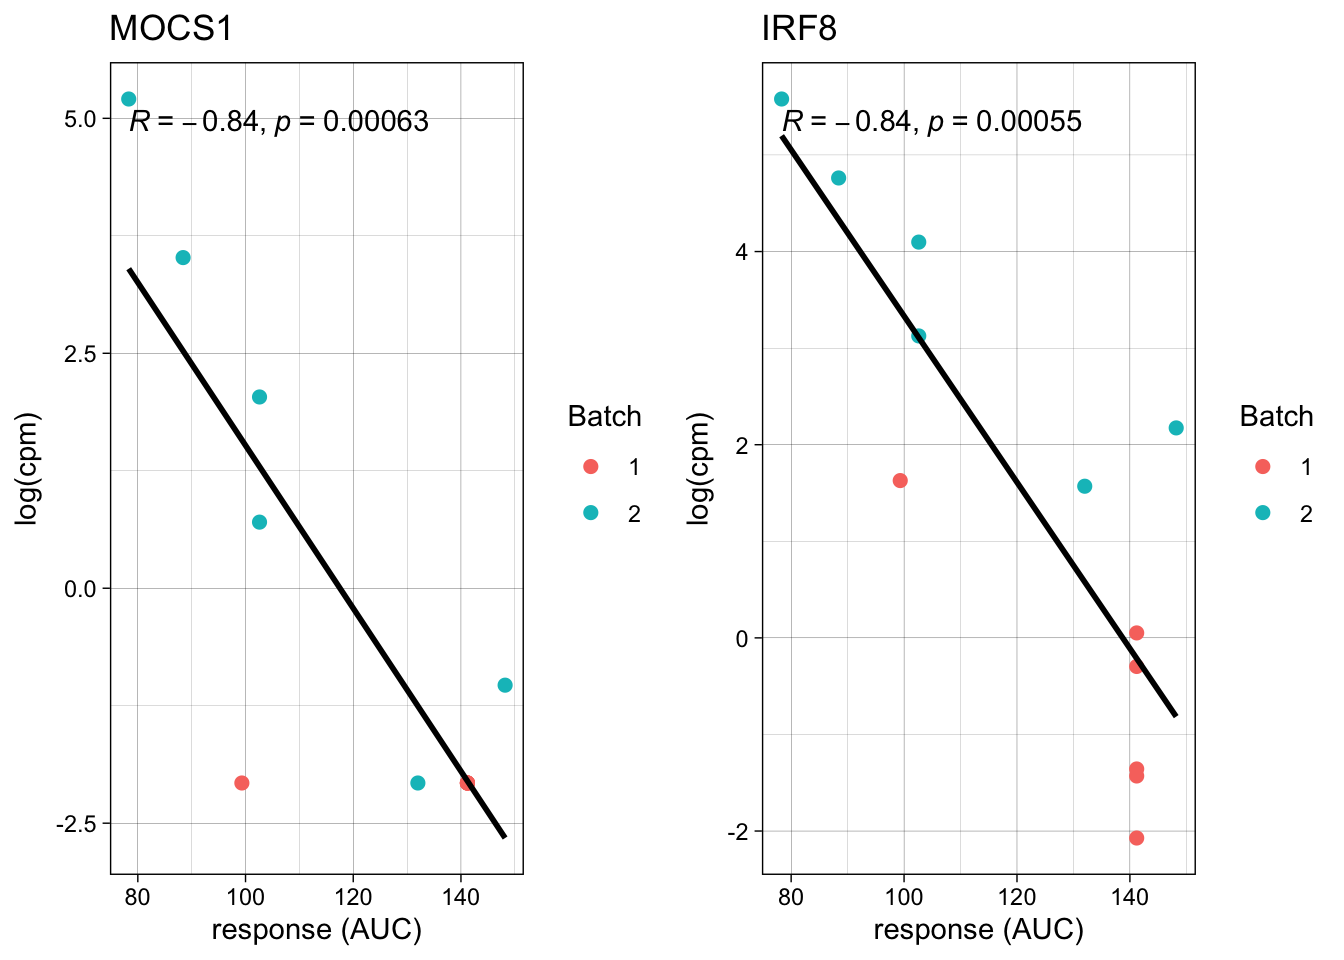 MOCS1
R = −0.84, p = 0.00063
5.0
2.5
0.0
-2.5
log(cpm)
80 100 120 140
response (AUC)
Batch
1
2
IRF8
R = −0.84, p = 0.00055
4
2
0
-2
log(cpm)
80 100 120 140
response (AUC)
Batch
1
2